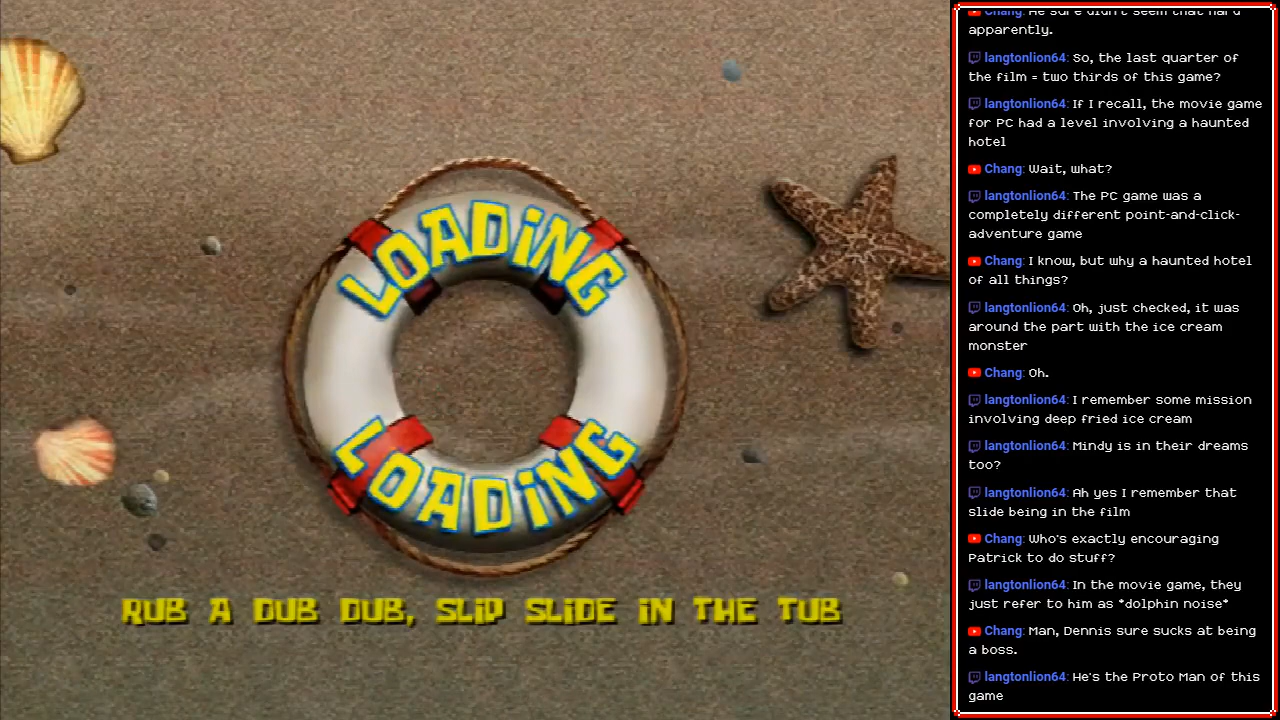 LOADING
LOADING
RUB A DUB DUB, SLIP SLIDE IN THE TUB
Chang: He sure didn't seem that hard
apparently.
langtonlion64: So, the last quarter of
the film = two thirds of this game?
langtonlion64: If I recall, the movie game
for PC had a level involving a haunted
hotel
Chang: Wait, what?
langtonlion64: The PC game was a
completely different point-and-click-
adventure game
Chang: I know, but why a haunted hotel
of all things?
langtonlion64: Oh, just checked, it was
around the part with the ice cream
monster
Chang: Oh.
langtonlion64: I remember some mission
involving deep fried ice cream
langtonlion64: Mindy is in their dreams
too?
langtonlion64: Ah yes I remember that
slide being in the film
Chang: Who's exactly encouraging
Patrick to do stuff?
langtonlion64: In the movie game, they
just refer to him as *dolphin noise*
Chang: Man, Dennis sure sucks at being
a boss.
langtonlion64: He's the Proto Man of this
game